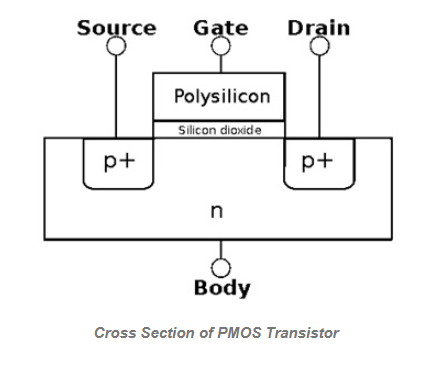 Source Gate Drain
Polysilicon
Silicon dioxide
p+ p+
n
Body
Cross Section of PMOS Transistor